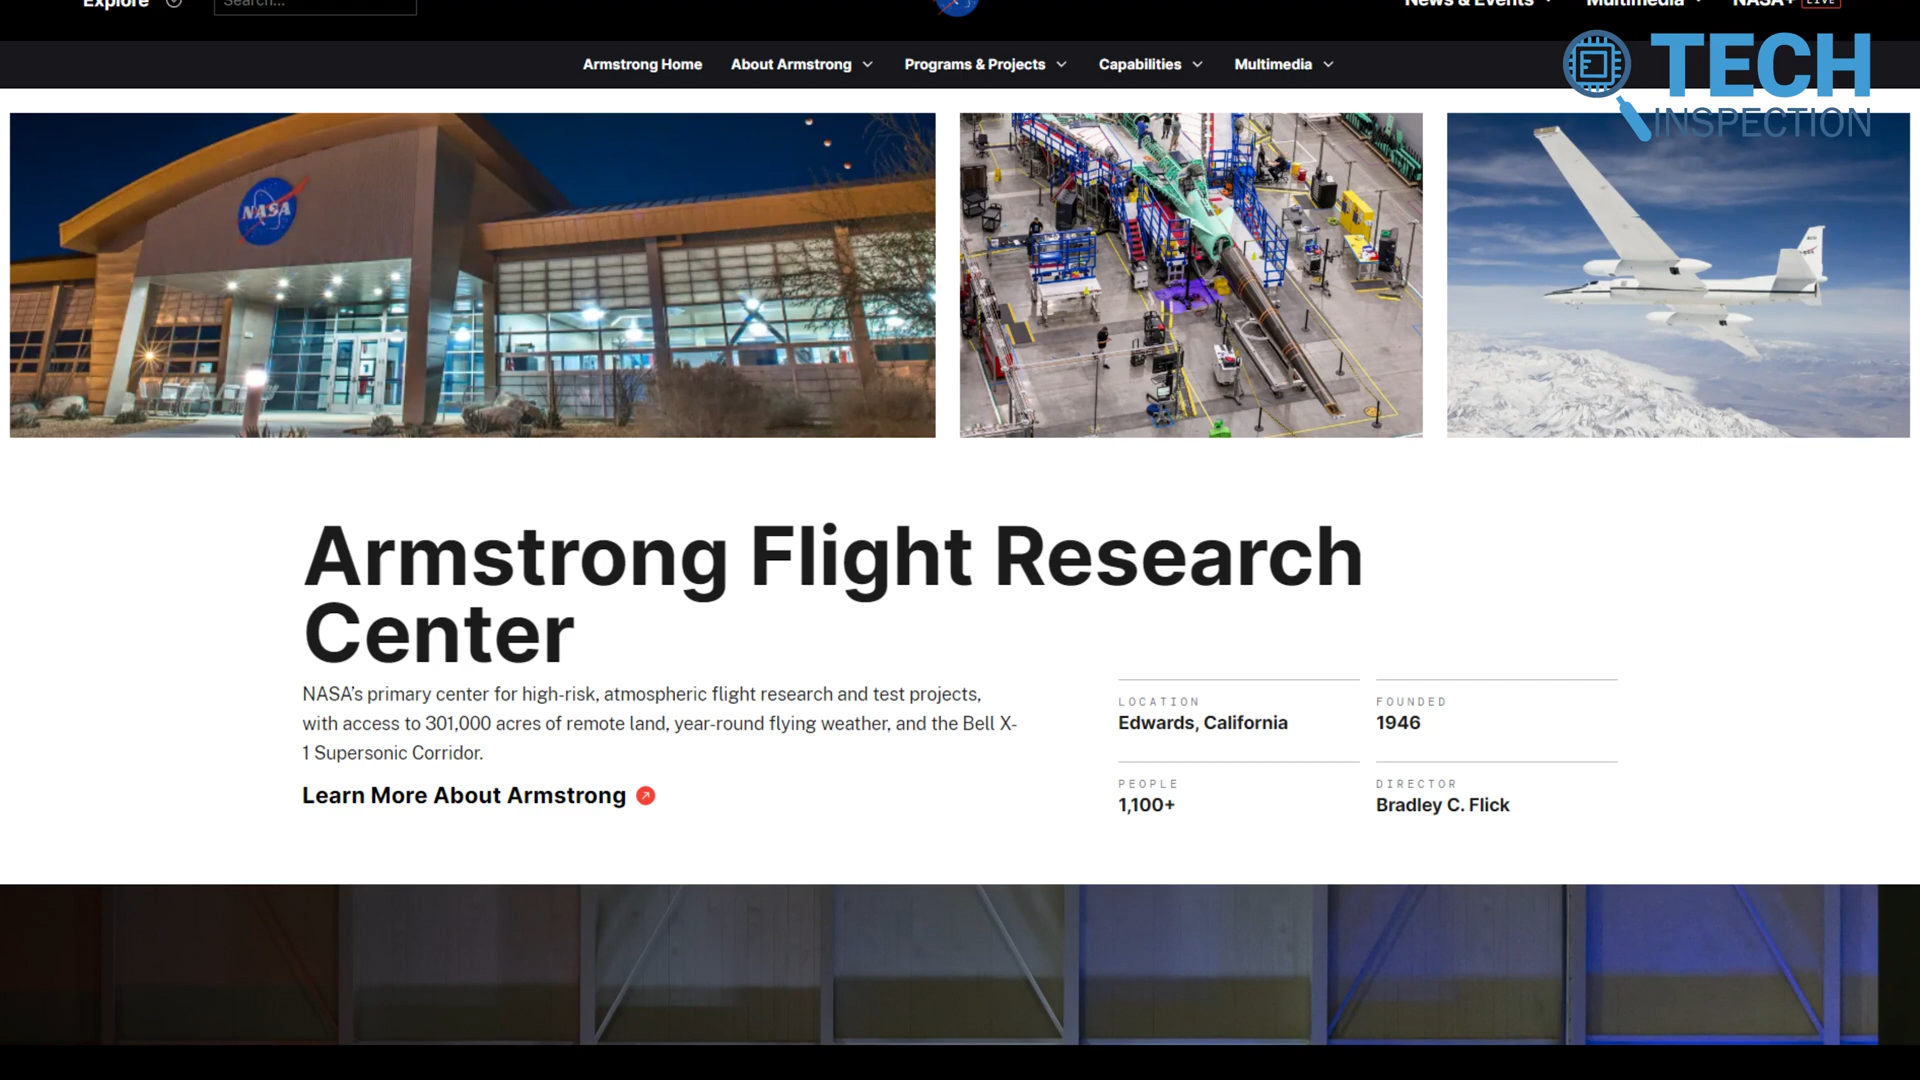 Explore
Search...
News & Events
Multimedia
NASA+ LIVE
Armstrong Home
About Armstrong
Programs & Projects
Capabilities
Multimedia
TECH
INSPECTION
NASA
Armstrong Flight Research
Center
NASA's primary center for high-risk, atmospheric flight research and test projects,
with access to 301,000 acres of remote land, year-round flying weather, and the Bell X-
1 Supersonic Corridor.
Learn More About Armstrong
LOCATION
Edwards, California
FOUNDED
1946
PEOPLE
1,100+
DIRECTOR
Bradley C. Flick